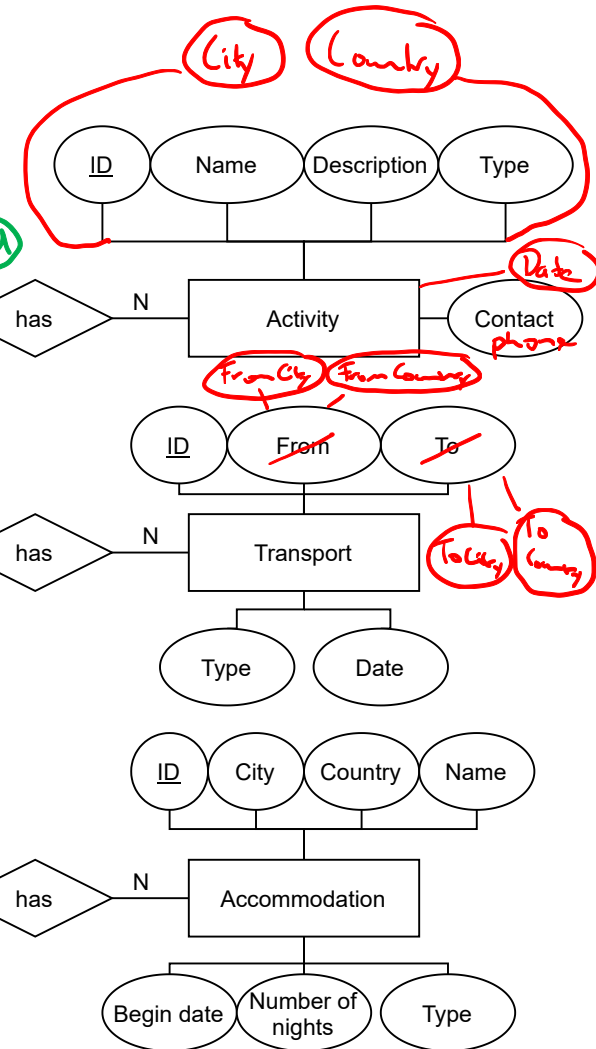 City Country
ID Name Description Type
Date
has N Activity Contact
phone
From City From Country
ID From To
has N Transport To City To
Country
Type Date
ID City Country Name
has N Accommodation
Begin date Number of
nights Type